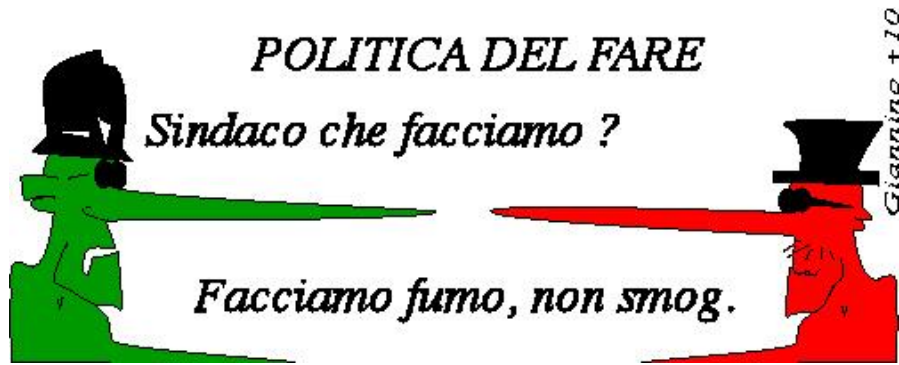 POLITICA DEL FARE
Sindaco che facciamo ?
Facciamo fumo, non smog.
Giannino +10